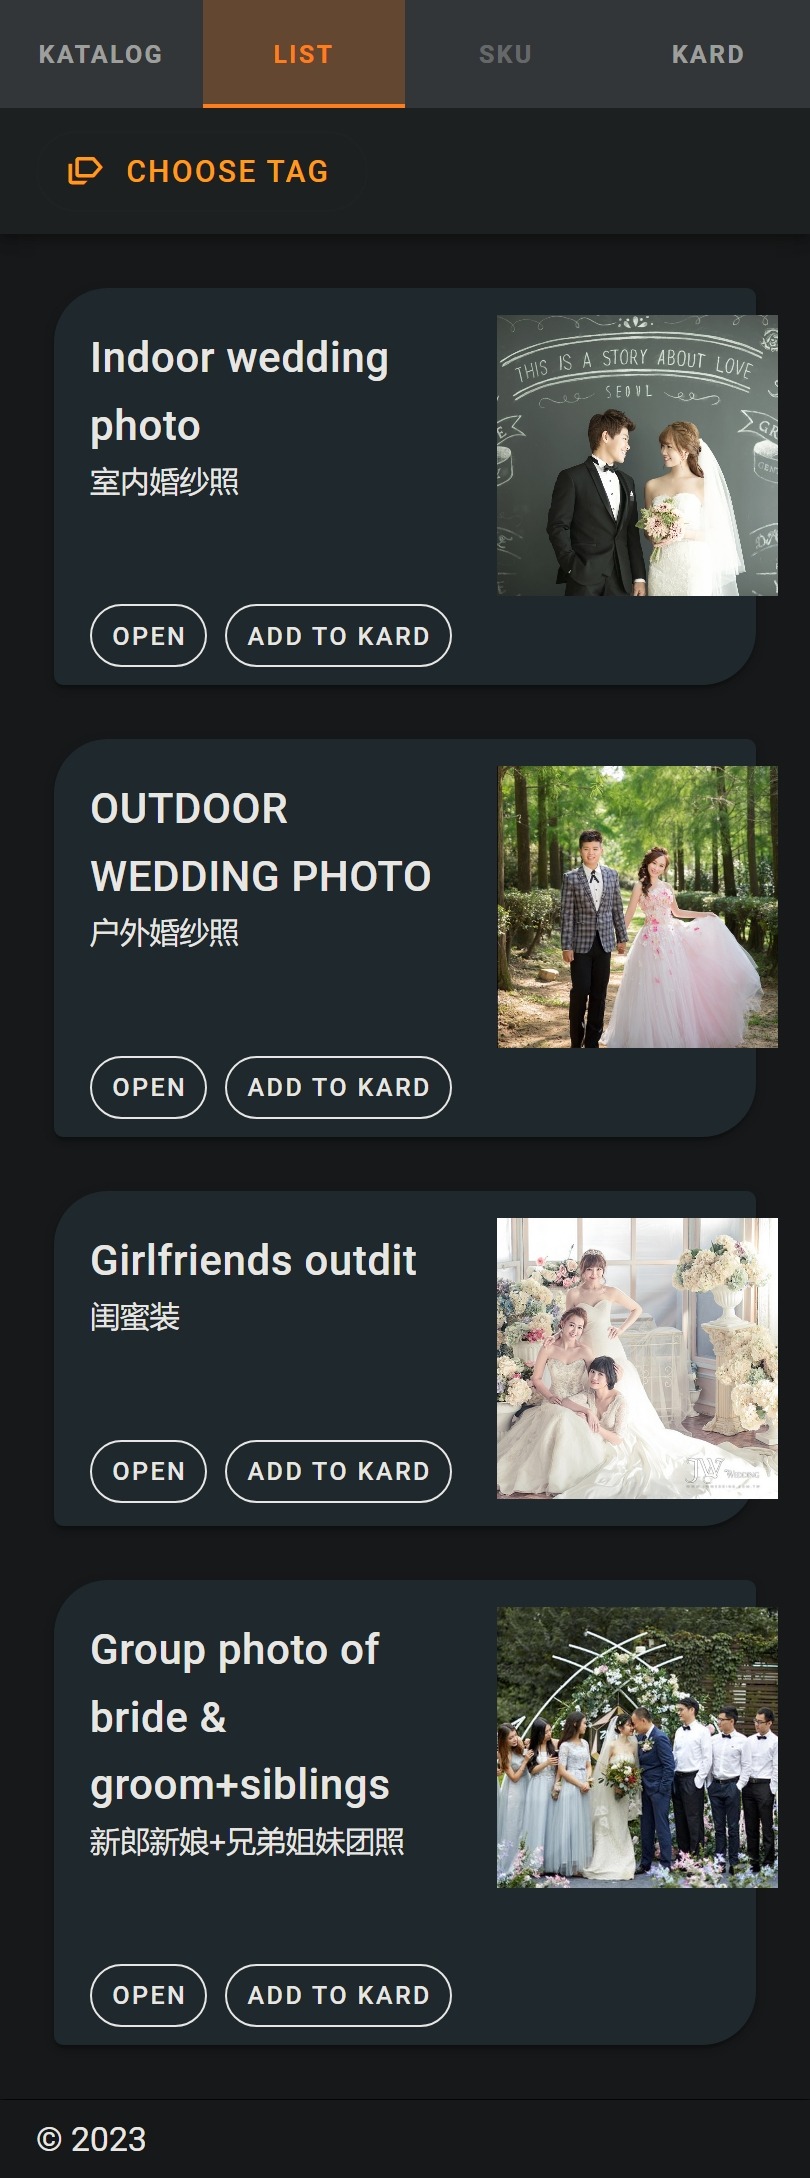 KATALOG LIST SKU KARD
CHOOSE TAG
Indoor wedding
photo
室内婚纱照
THIS IS A STORY ABOUT LOVE
SEOUL
OPEN ADD TO KARD
OUTDOOR
WEDDING PHOTO
户外婚纱照
OPEN ADD TO KARD
Girlfriends outdit
闺蜜装
JW WEDDING
OPEN ADD TO KARD
Group photo of
bride &
groom+siblings
新郎新娘+兄弟姐妹团照
OPEN ADD TO KARD
© 2023